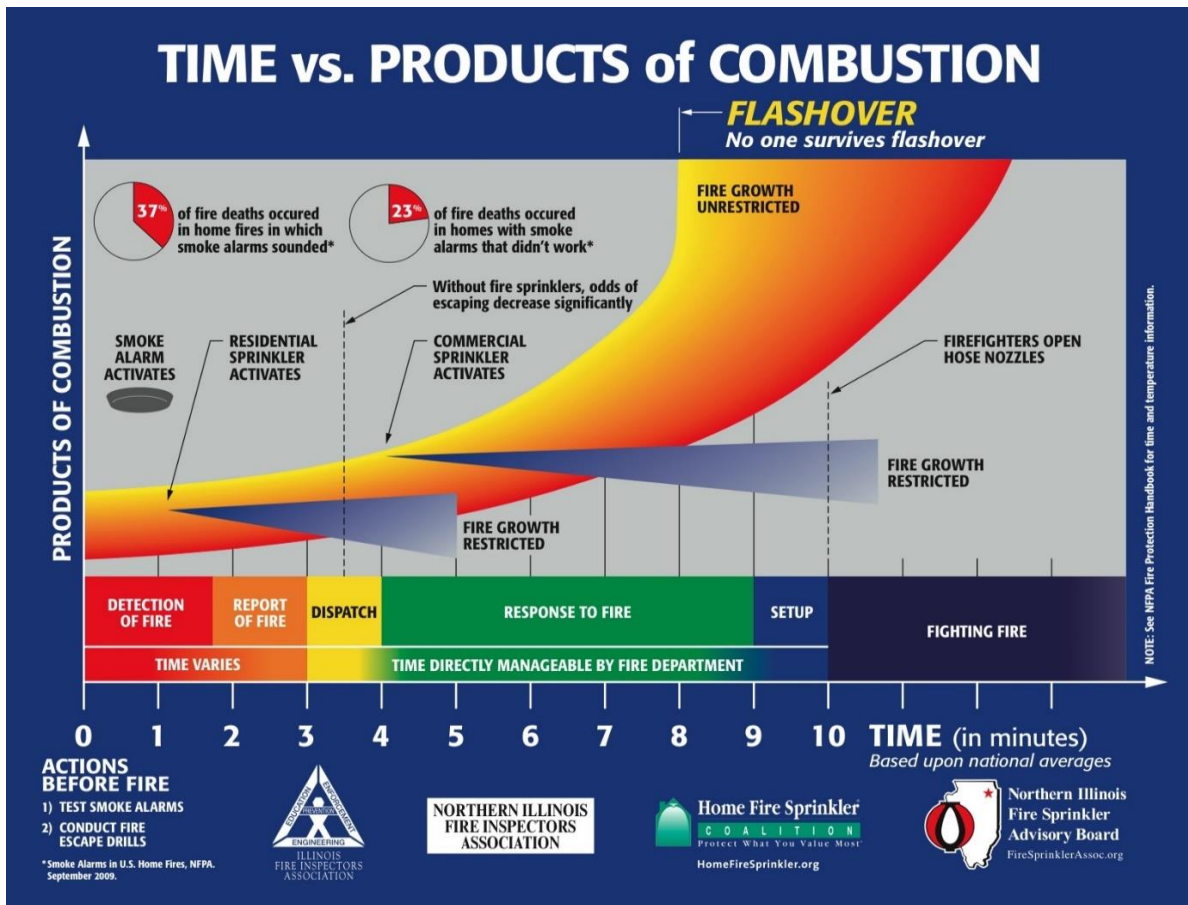 TIME vs. PRODUCTS of COMBUSTION
FLASHOVER
No one survives flashover
PRODUCTS OF COMBUSTION
37%
of fire deaths occured
in home fires in which
smoke alarms sounded*
23%
of fire deaths occured
in homes with smoke
alarms that didn't work*
FIRE GROWTH
UNRESTRICTED
Without fire sprinklers, odds of
escaping decrease significantly
SMOKE
ALARM
ACTIVATES
RESIDENTIAL
SPRINKLER
ACTIVATES
COMMERCIAL
SPRINKLER
ACTIVATES
FIREFIGHTERS OPEN
HOSE NOZZLES
FIRE GROWTH
RESTRICTED
FIRE GROWTH
RESTRICTED
NOTE: See NFPA Fire Protection Handbook for time and temperature information.
DETECTION
OF FIRE
REPORT
OF FIRE
DISPATCH
RESPONSE TO FIRE
SETUP
FIGHTING FIRE
TIME VARIES
TIME DIRECTLY MANAGEABLE BY FIRE DEPARTMENT
0 1 2 3 4 5 6 7 8 9 10 TIME (in minutes)
Based upon national averages
ACTIONS
BEFORE FIRE
1) TEST SMOKE ALARMS
2) CONDUCT FIRE
ESCAPE DRILLS
*Smoke Alarms in U.S. Home Fires, NFPA.
September 2009.
EDUCATION
ENFORCEMENT
PREVENTION
ENGINEERING
ILLINOIS
FIRE INSPECTORS
ASSOCIATION
NORTHERN ILLINOIS
FIRE INSPECTORS
ASSOCIATION
Home Fire Sprinkler
COALITION
Protect What You Value Most
HomeFireSprinkler.org
Northern Illinois
Fire Sprinkler
Advisory Board
FireSprinklerAssoc.org